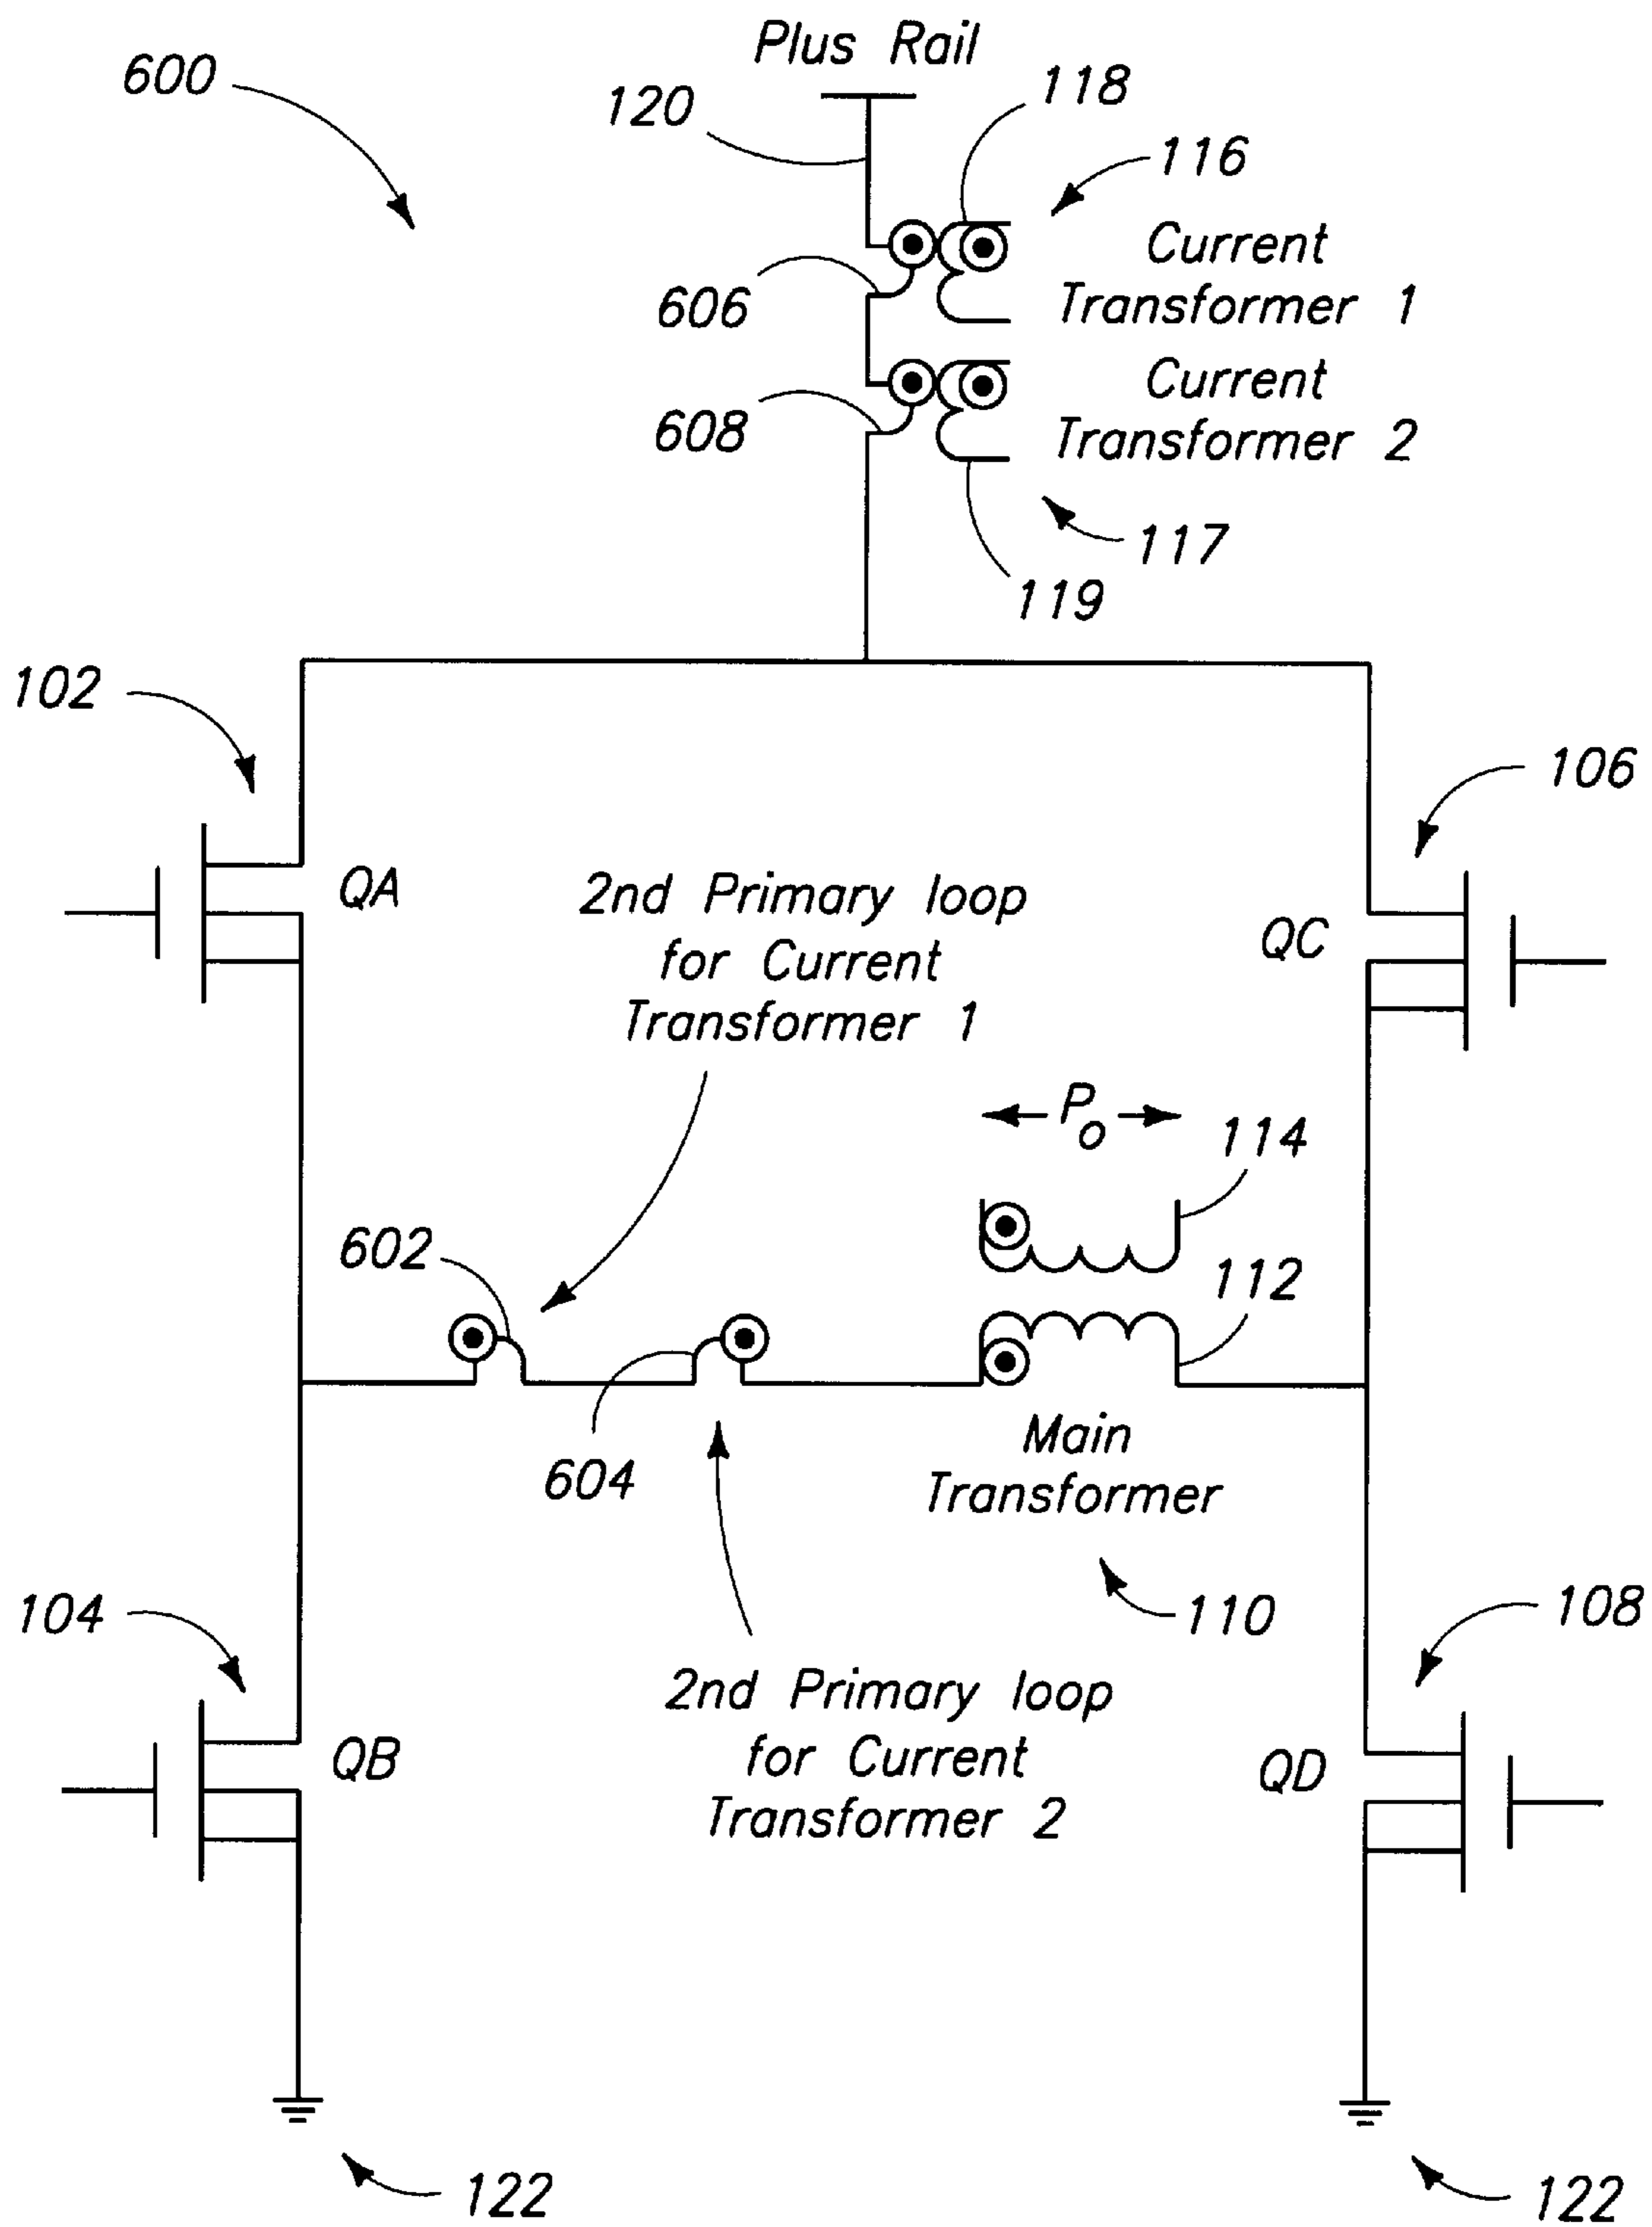 Plus Rail
600
120
118
116
Current
Transformer 1
606
Current
Transformer 2
608
117
119
102
106
QA
2nd Primary loop
for Current
Transformer 1
QC
Po
114
602
112
604
Main
Transformer
110
104
108
2nd Primary loop
for Current
Transformer 2
QB
QD
122
122